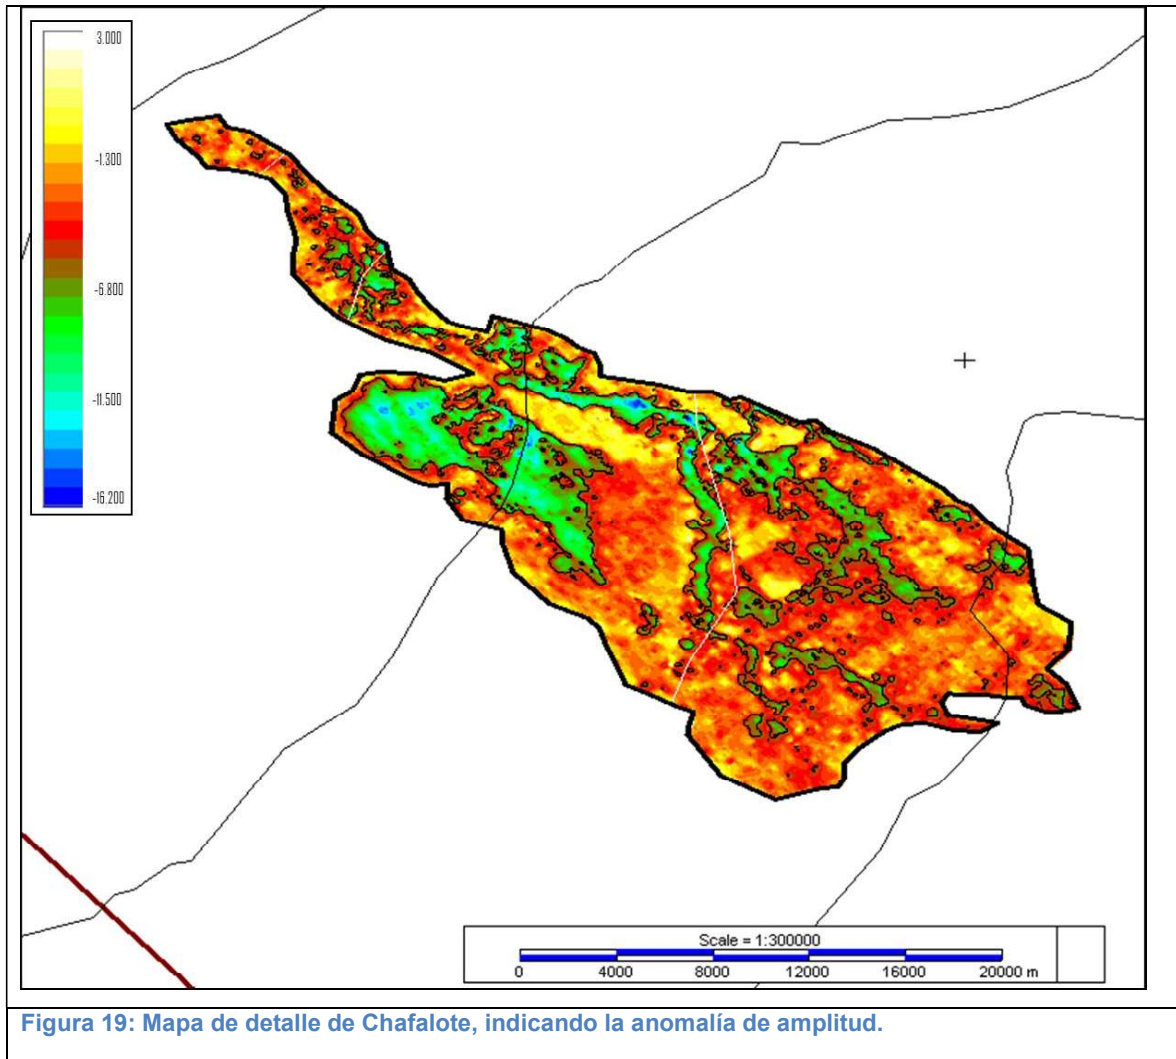 3.000
-1.300
-6.800
-11.500
-16.200
Scale = 1:300000
0 4000 8000 12000 16000 20000 m
Figura 19: Mapa de detalle de Chafalote, indicando la anomalía de amplitud.